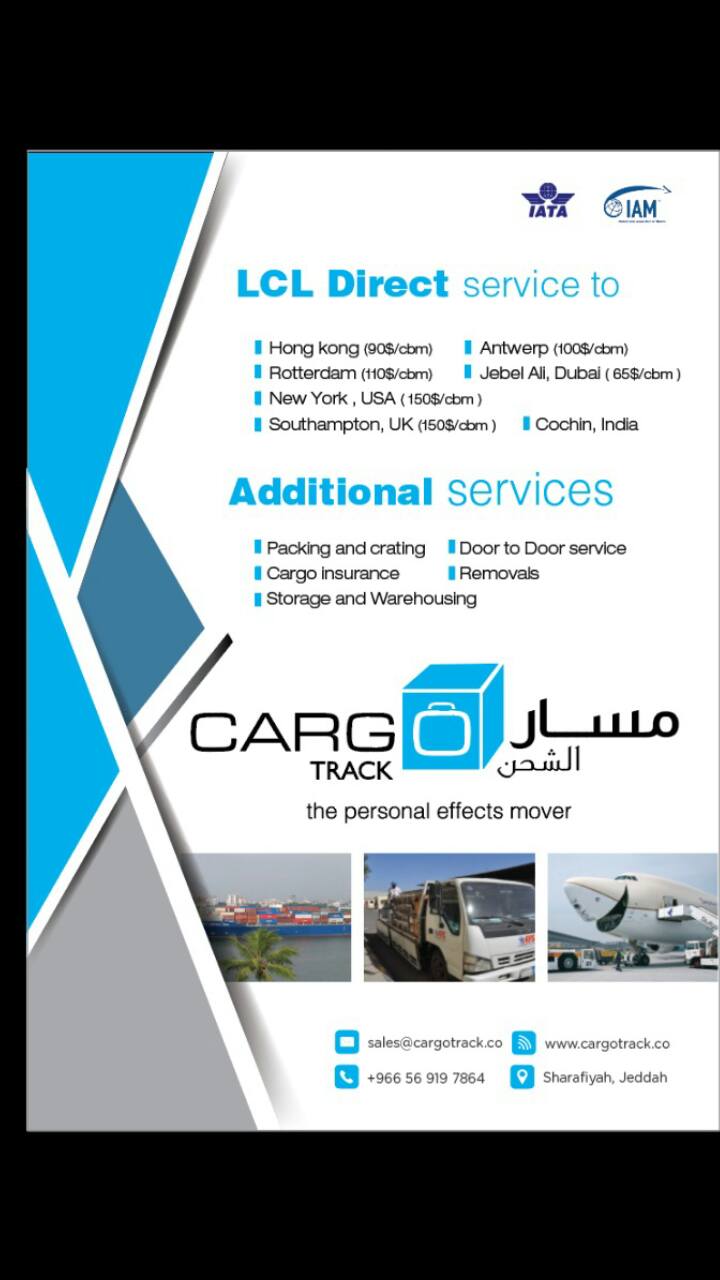 IATA
IAM
LCL Direct service to
Hong kong (90$/cbm) Antwerp (100$/cbm)
Rotterdam (110$/cbm) Jebel Ali, Dubai ( 65$/cbm )
New York , USA ( 150$/cbm )
Southampton, UK (150$/cbm ) Cochin, India
Additional services
Packing and crating Door to Door service
Cargo insurance Removals
Storage and Warehousing
CARGO مسار
TRACK الشحن
the personal effects mover
sales@cargotrack.co www.cargotrack.co
+966 56 919 7864 Sharafiyah, Jeddah